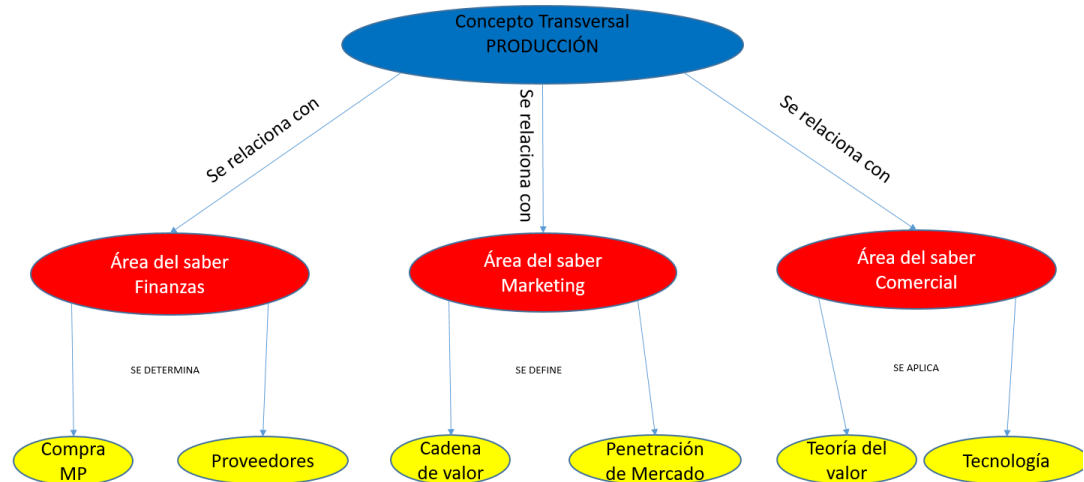 Concepto Transversal
PRODUCCIÓN
Se relaciona con
Se relaciona con
Se relaciona con
Área del saber
Finanzas
Área del saber
Marketing
Área del saber
Comercial
SE DETERMINA
SE DEFINE
SE APLICA
Compra
MP
Proveedores
Cadena
de valor
Penetración
de Mercado
Teoría del
valor
Tecnología